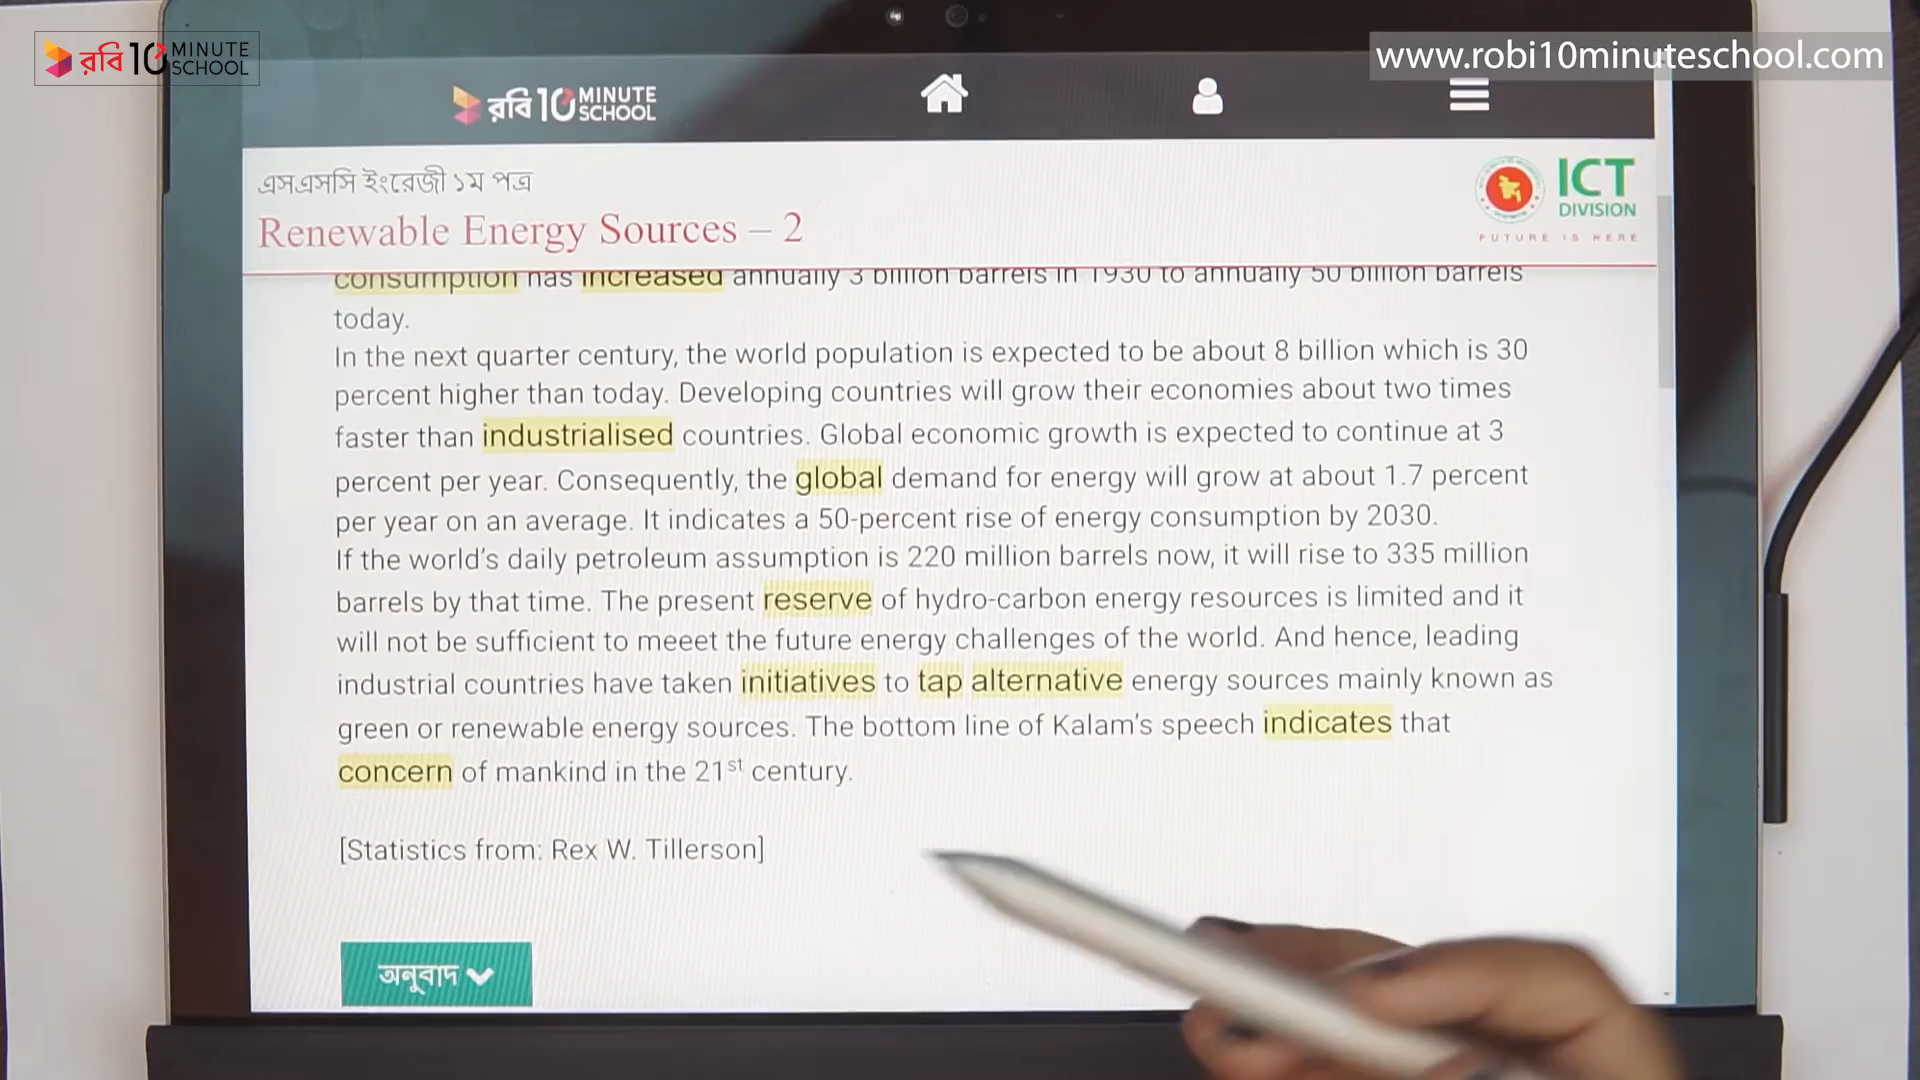 রবি 10 MINUTE SCHOOL
www.robi10minuteschool.com
রবি 10 MINUTE SCHOOL
এসএসসি ইংরেজী ১ম পত্র
Renewable Energy Sources – 2
ICT
DIVISION
FUTURE IS HERE
consumption has increased annually 3 billion barrels in 1930 to annually 50 billion barrels
today.
In the next quarter century, the world population is expected to be about 8 billion which is 30
percent higher than today. Developing countries will grow their economies about two times
faster than industrialised countries. Global economic growth is expected to continue at 3
percent per year. Consequently, the global demand for energy will grow at about 1.7 percent
per year on an average. It indicates a 50-percent rise of energy consumption by 2030.
If the world's daily petroleum assumption is 220 million barrels now, it will rise to 335 million
barrels by that time. The present reserve of hydro-carbon energy resources is limited and it
will not be sufficient to meeet the future energy challenges of the world. And hence, leading
industrial countries have taken initiatives to tap alternative energy sources mainly known as
green or renewable energy sources. The bottom line of Kalam's speech indicates that
concern of mankind in the 21st century.
[Statistics from: Rex W. Tillerson]
অনুবাদ